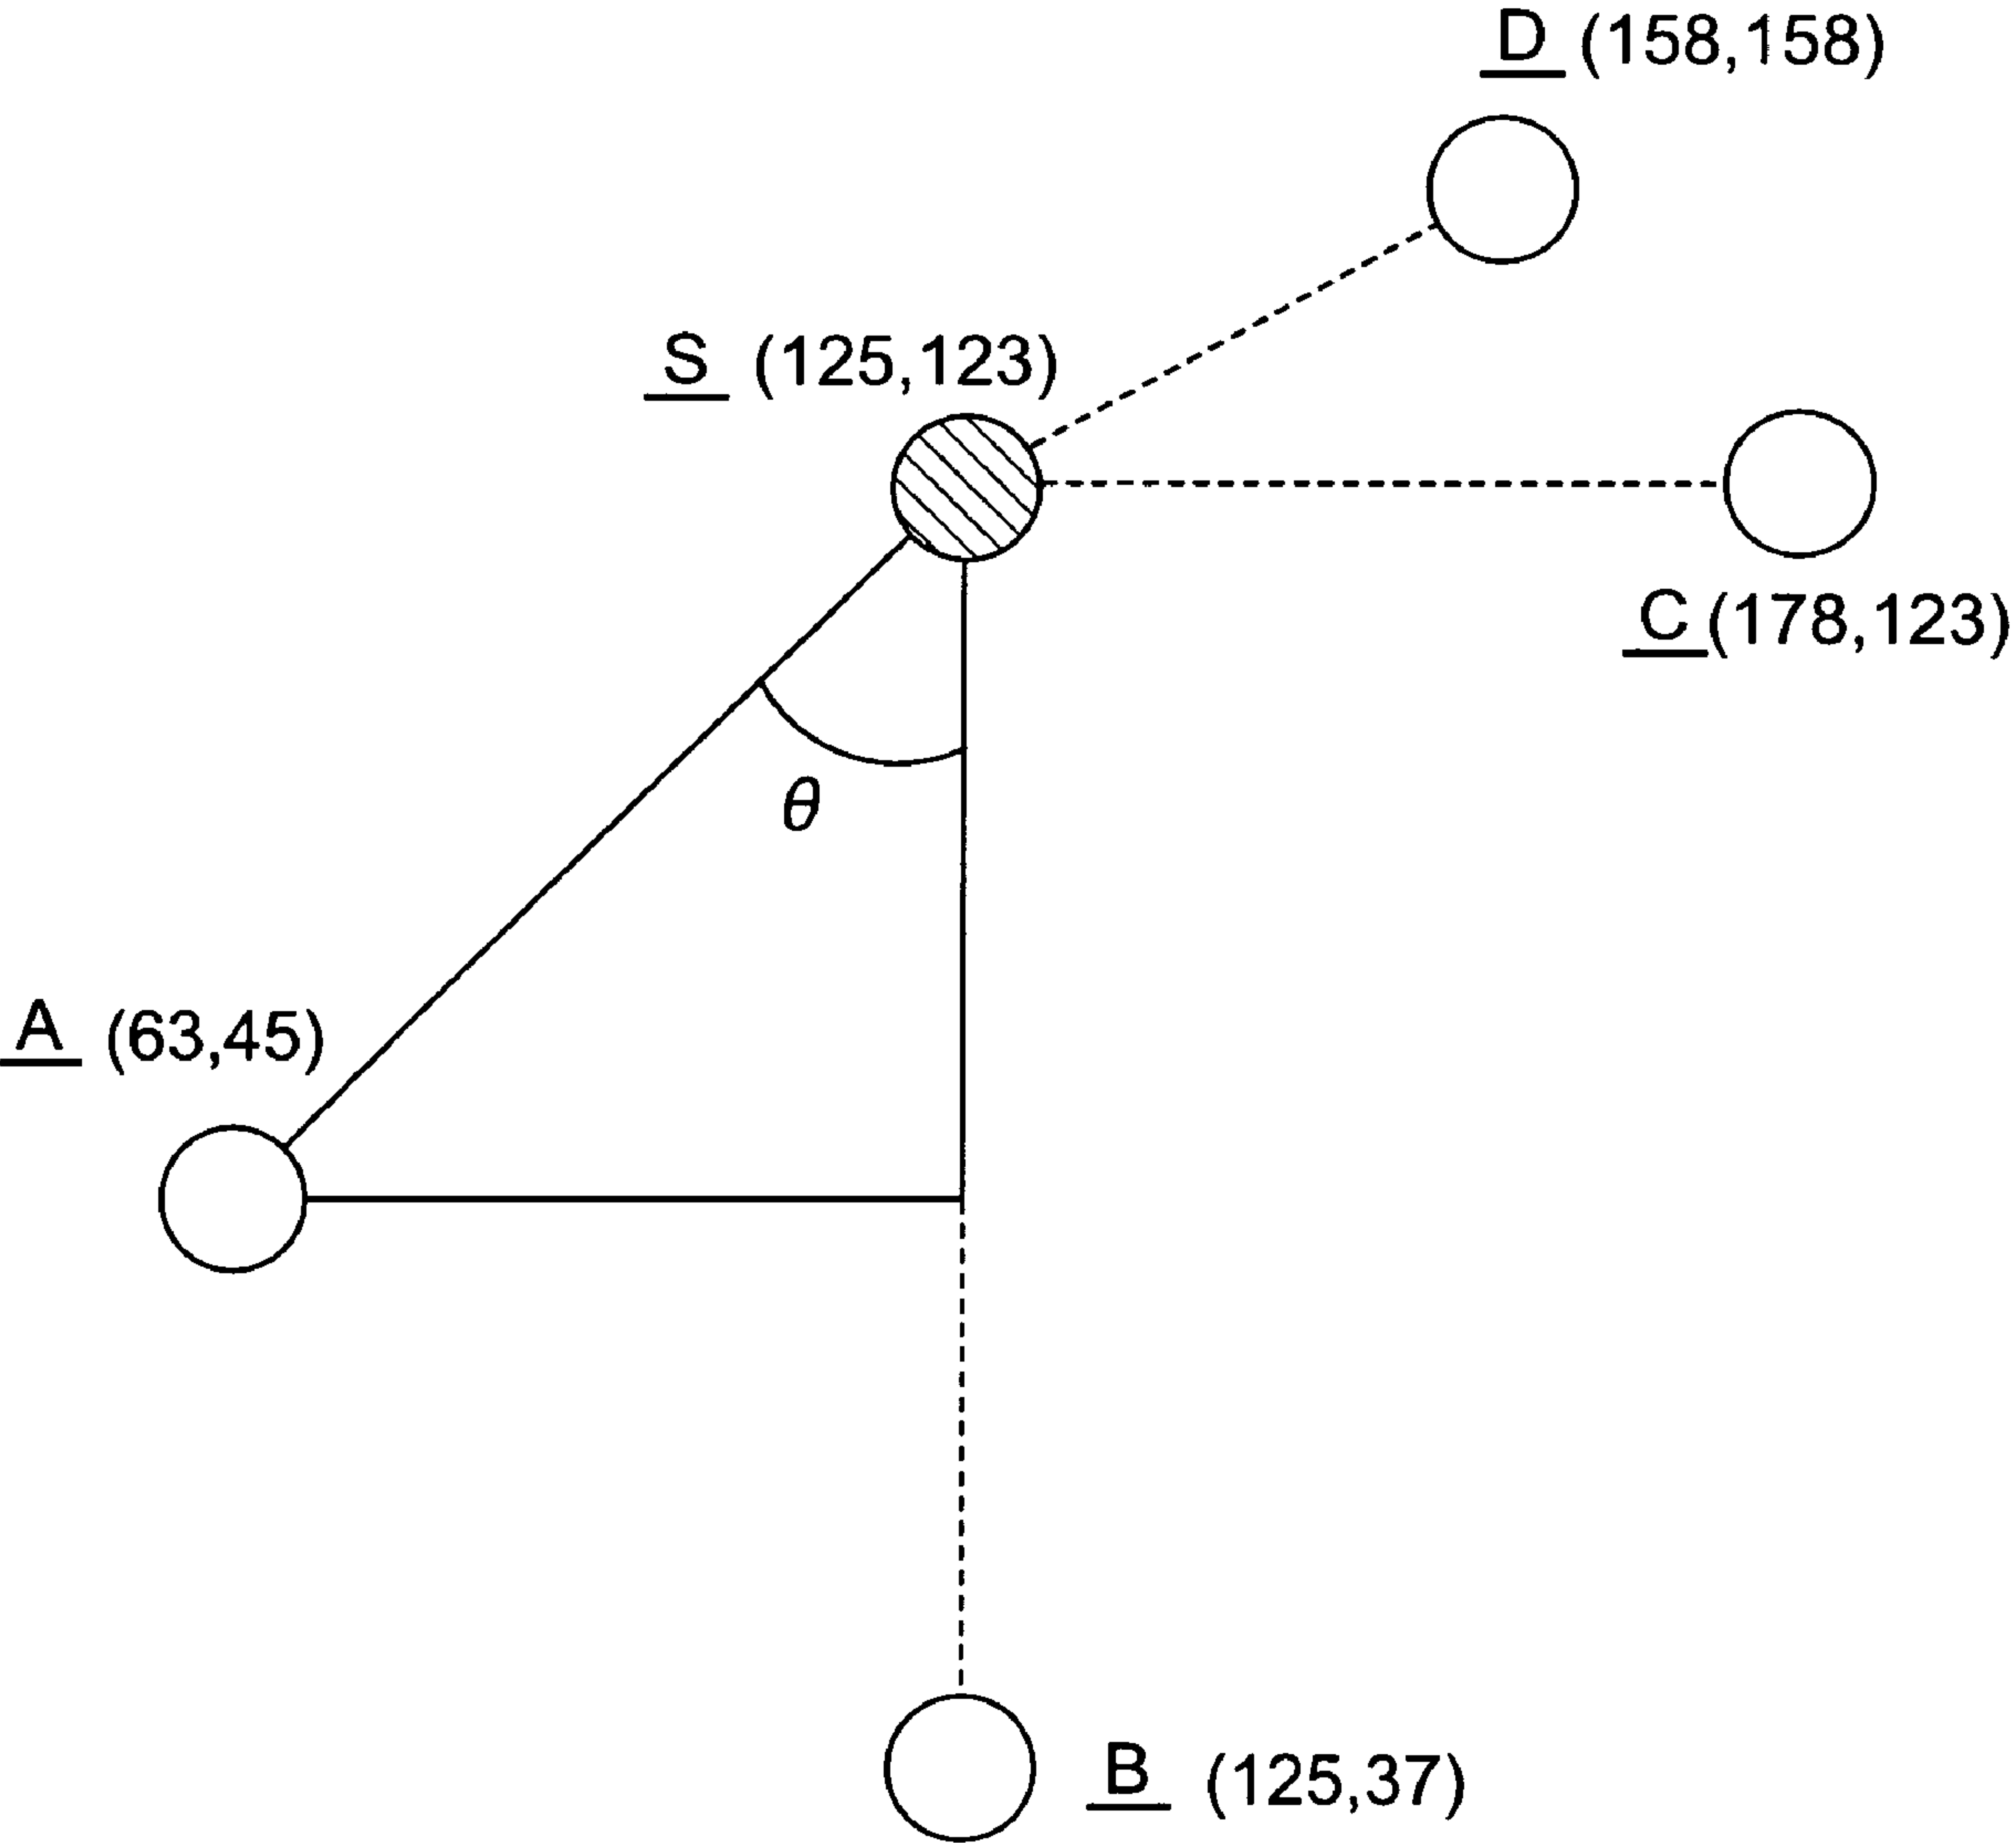 D (158,158)
S (125,123)
C (178,123)
θ
A (63,45)
B (125,37)